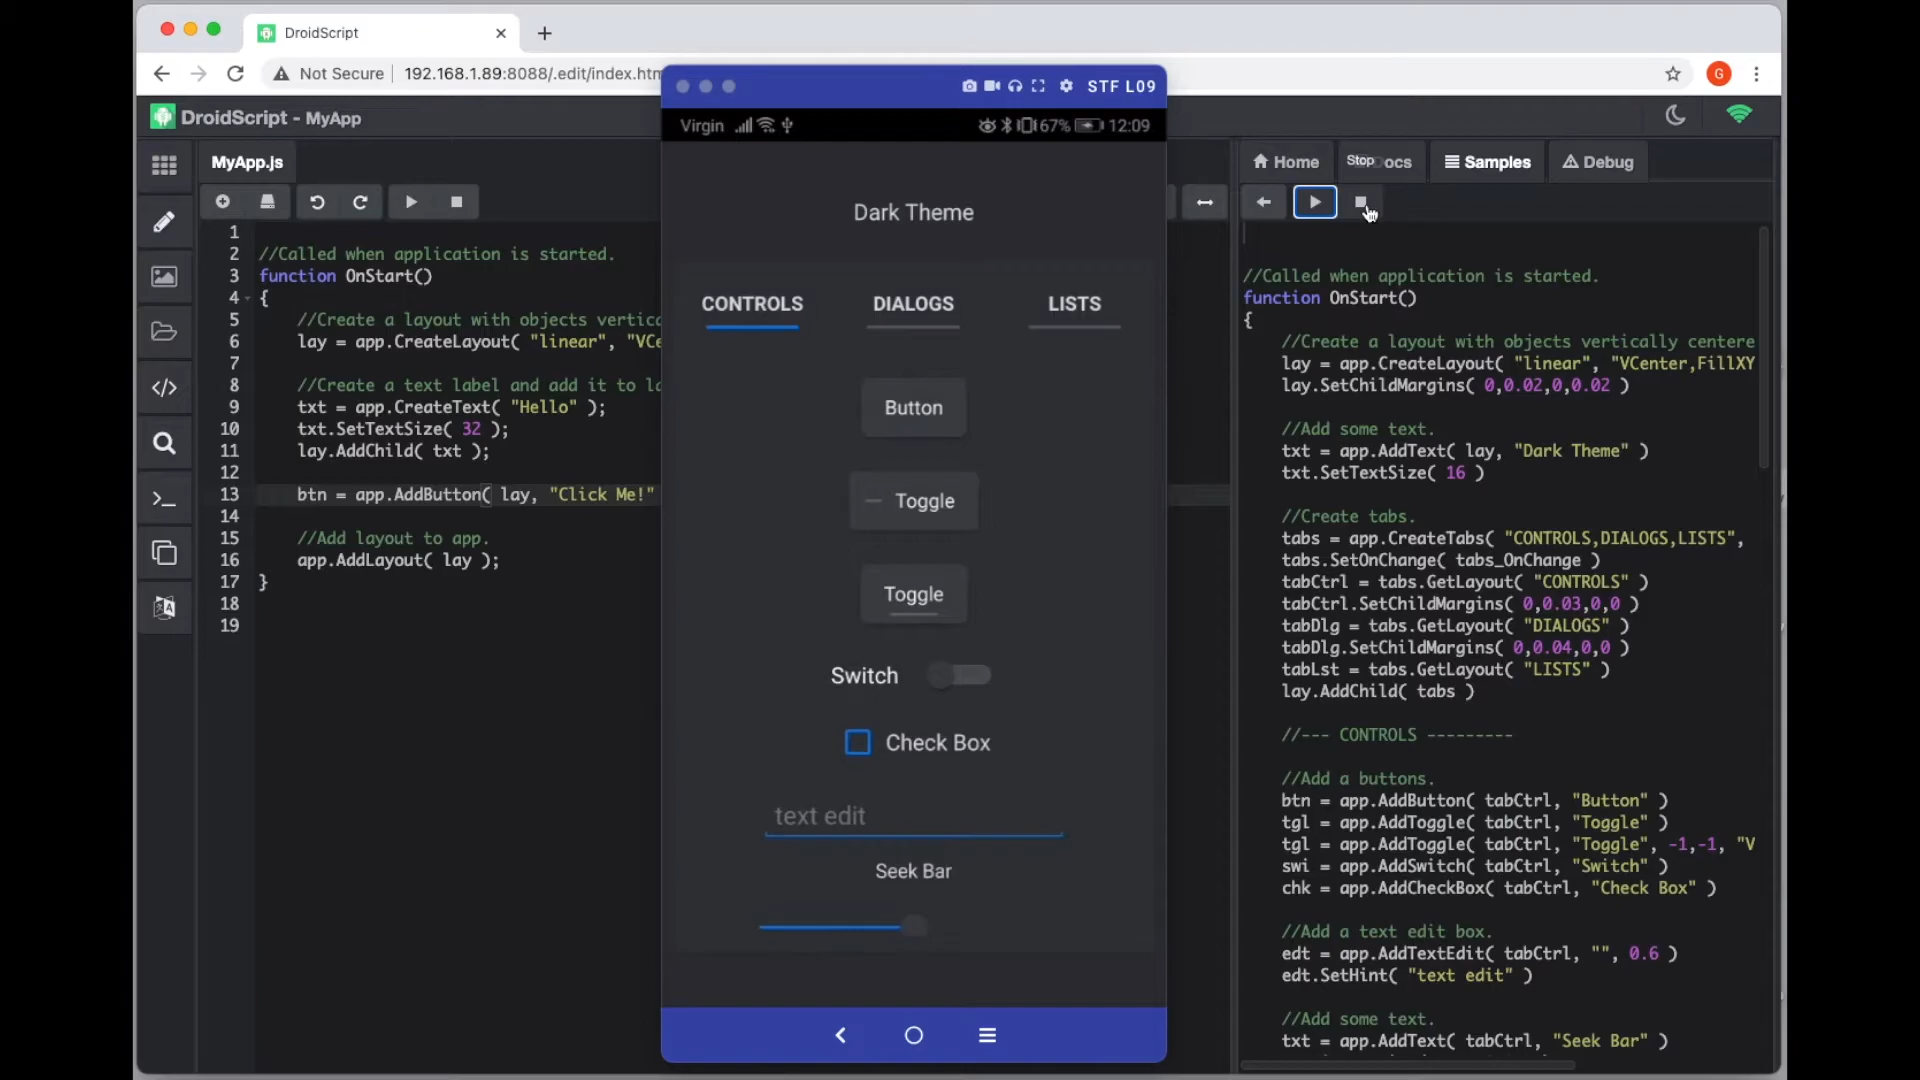 DroidScript
Not Secure
192.168.1.89:8088/.edit/index.htm
G
DroidScript - MyApp
MyApp.js
1
2 //Called when application is started.
3 function OnStart()
4 {
5 //Create a layout with objects vertica
6 lay = app.CreateLayout( "linear", "VCe
7
8 //Create a text label and add it to la
9 txt = app.CreateText( "Hello" );
10 txt.SetTextSize( 32 );
11 lay.AddChild( txt );
12
13 btn = app.AddButton( lay, "Click Me!"
14
15 //Add layout to app.
16 app.AddLayout( lay );
17 }
18
19
STF L09
Virgin
67%
12:09
Dark Theme
CONTROLS DIALOGS LISTS
Button
Toggle
Toggle
Switch
Check Box
text edit
Seek Bar
Home
Stop
ocs
Samples
Debug
//Called when application is started.
function OnStart()
{
//Create a layout with objects vertically centere
lay = app.CreateLayout( "linear", "VCenter,FillXY
lay.SetChildMargins( 0,0.02,0,0.02 )
//Add some text.
txt = app.AddText( lay, "Dark Theme" )
txt.SetTextSize( 16 )
//Create tabs.
tabs = app.CreateTabs( "CONTROLS,DIALOGS,LISTS",
tabs.SetOnChange( tabs_OnChange )
tabCtrl = tabs.GetLayout( "CONTROLS" )
tabCtrl.SetChildMargins( 0,0.03,0,0 )
tabDlg = tabs.GetLayout( "DIALOGS" )
tabDlg.SetChildMargins( 0,0.04,0,0 )
tabLst = tabs.GetLayout( "LISTS" )
lay.AddChild( tabs )
//--- CONTROLS ---------
//Add a buttons.
btn = app.AddButton( tabCtrl, "Button" )
tgl = app.AddToggle( tabCtrl, "Toggle" )
tgl = app.AddToggle( tabCtrl, "Toggle", -1,-1, "V
swi = app.AddSwitch( tabCtrl, "Switch" )
chk = app.AddCheckBox( tabCtrl, "Check Box" )
//Add a text edit box.
edt = app.AddTextEdit( tabCtrl, "", 0.6 )
edt.SetHint( "text edit" )
//Add some text.
txt = app.AddText( tabCtrl, "Seek Bar" )